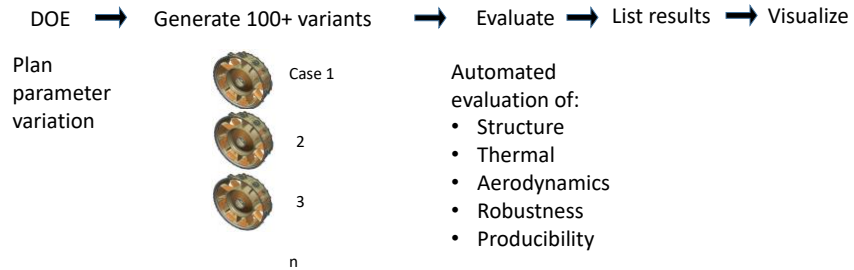 DOE Generate 100+ variants Evaluate List results Visualize
Plan
parameter
variation
Case 1
2
3
n
Automated
evaluation of:
• Structure
• Thermal
• Aerodynamics
• Robustness
• Producibility